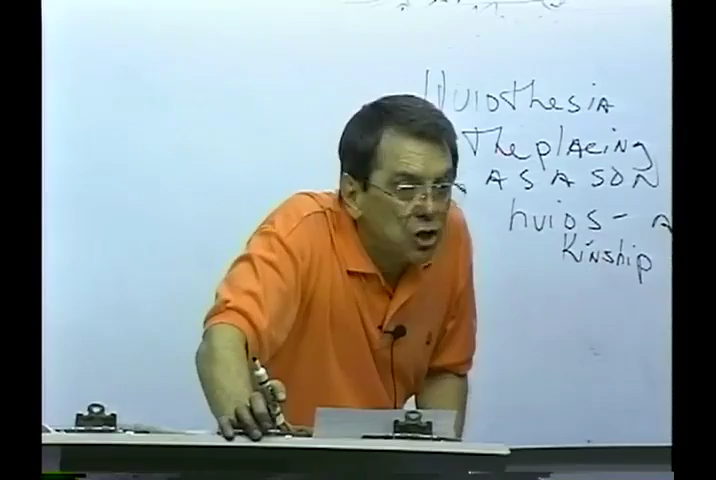 Huiothesia
The placing
AS A SON
huios - a
Kinship